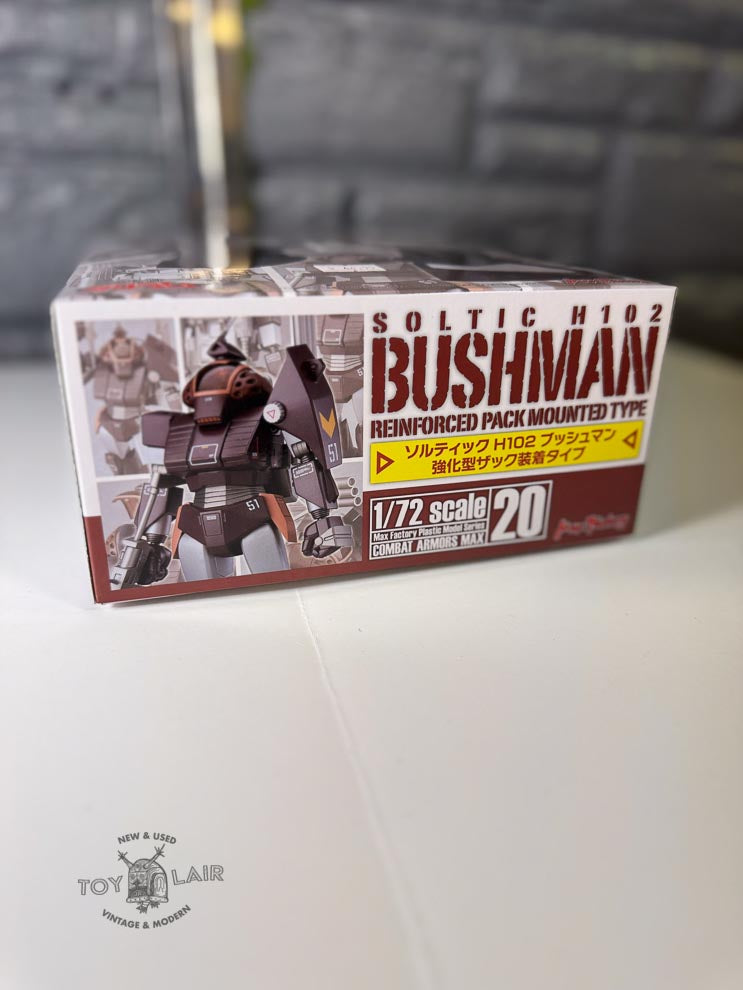 SOLTIC H102
BUSHMAN
REINFORCED PACK MOUNTED TYPE
ソルティック H102 ブッシュマン
強化型ザック装着タイプ
1/72 scale
Max Factory Plastic Model Series
COMBAT ARMORS MAX
20
Max Factory
51
51
NEW & USED
TOY LAIR
VINTAGE & MODERN